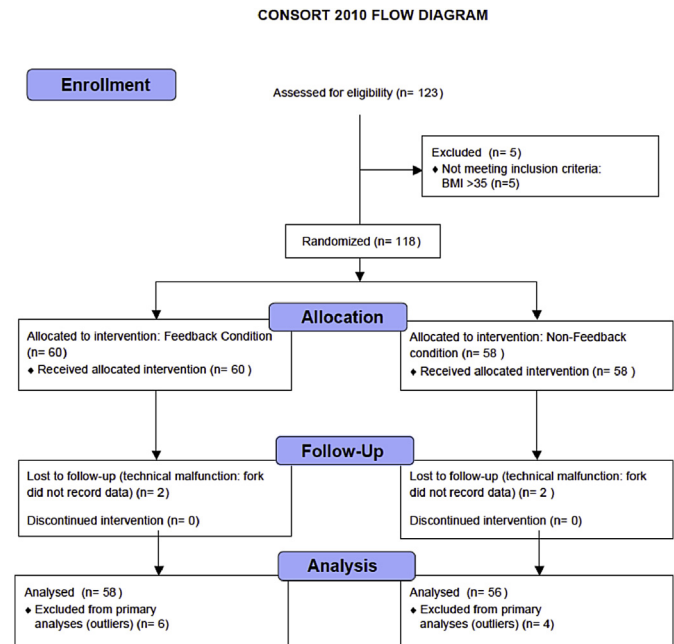 CONSORT 2010 FLOW DIAGRAM
Enrollment
Assessed for eligibility (n= 123)
Excluded (n= 5)
♦ Not meeting inclusion criteria:
BMI >35 (n=5)
Randomized (n= 118)
Allocation
Allocated to intervention: Feedback Condition
(n= 60)
♦ Received allocated intervention (n= 60 )
Allocated to intervention: Non-Feedback
condition (n= 58 )
♦ Received allocated intervention (n= 58 )
Follow-Up
Lost to follow-up (technical malfunction: fork
did not record data) (n= 2)
Discontinued intervention (n= 0)
Lost to follow-up (technical malfunction: fork
did not record data) (n= 2 )
Discontinued intervention (n= 0)
Analysis
Analysed (n= 58)
♦ Excluded from primary
analyses (outliers) (n= 6)
Analysed (n= 56)
♦ Excluded from primary
analyses (outliers) (n= 4)